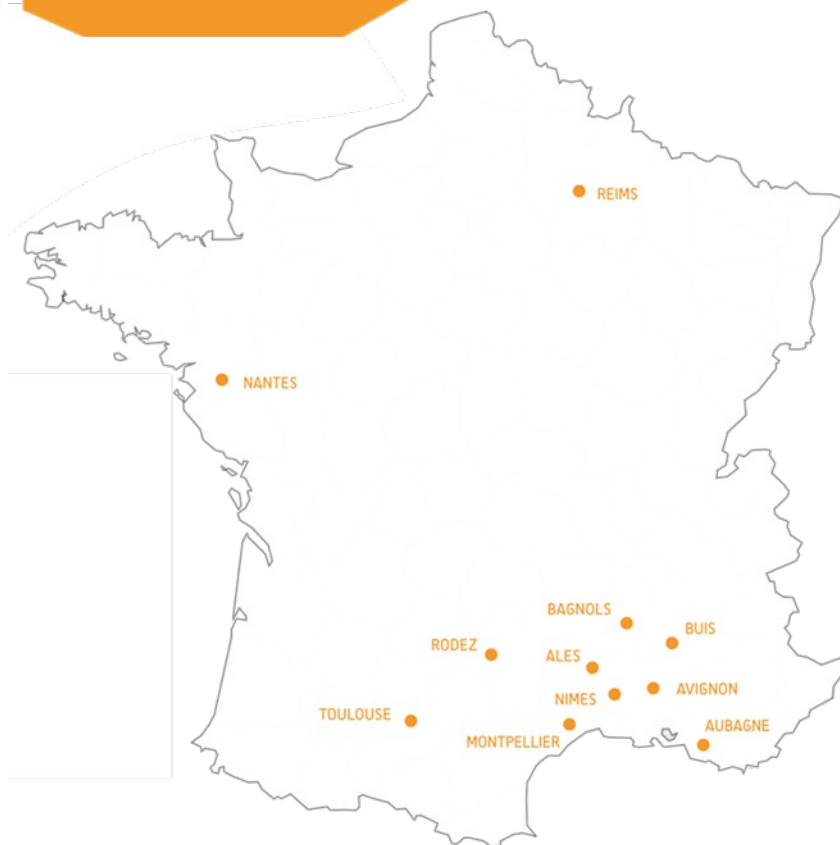 REIMS
NANTES
BAGNOLS
BUIS
RODEZ
ALES
AVIGNON
NIMES
TOULOUSE
AUBAGNE
MONTPELLIER